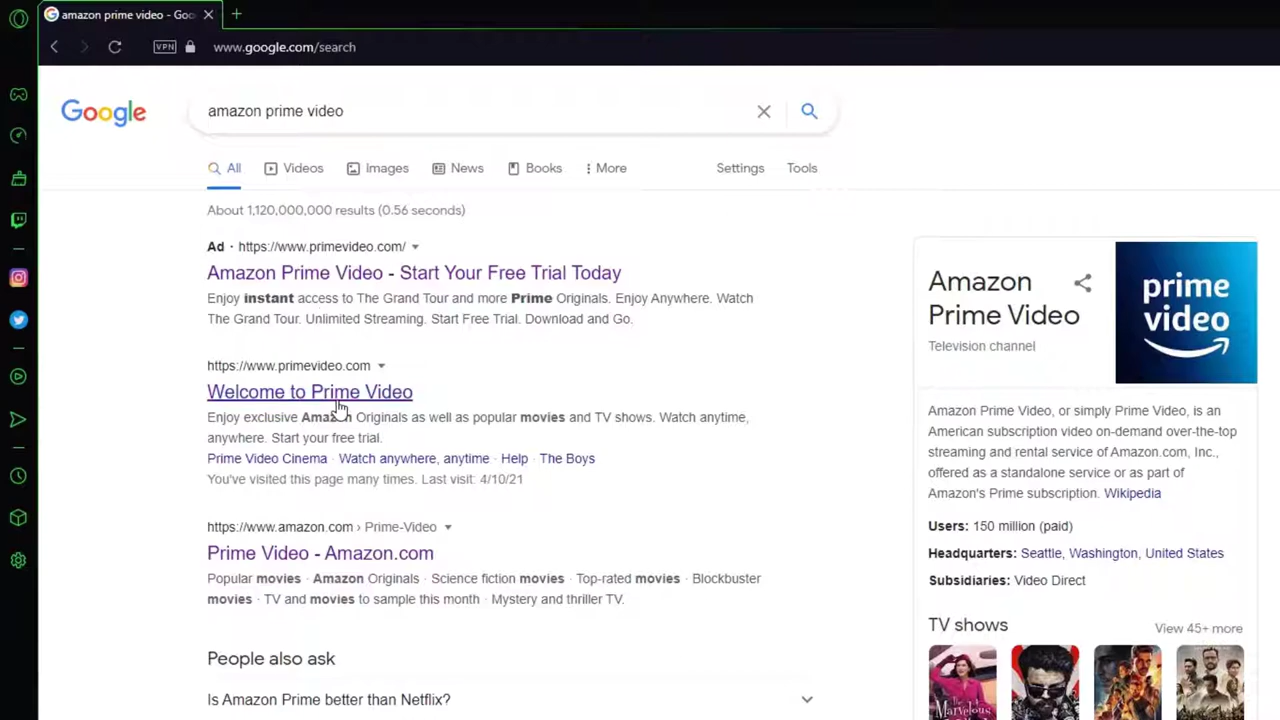 amazon prime video - Goo
VPN
www.google.com/search
Google
amazon prime video
All
Videos
Images
News
Books
More
Settings
Tools
About 1,120,000,000 results (0.56 seconds)
Ad · https://www.primevideo.com/
Amazon Prime Video - Start Your Free Trial Today
Enjoy instant access to The Grand Tour and more Prime Originals. Enjoy Anywhere. Watch
The Grand Tour. Unlimited Streaming. Start Free Trial. Download and Go.
https://www.primevideo.com
Welcome to Prime Video
Enjoy exclusive Amazon Originals as well as popular movies and TV shows. Watch anytime,
anywhere. Start your free trial.
Prime Video Cinema · Watch anywhere, anytime · Help · The Boys
You've visited this page many times. Last visit: 4/10/21
https://www.amazon.com › Prime-Video
Prime Video - Amazon.com
Popular movies · Amazon Originals · Science fiction movies · Top-rated movies · Blockbuster
movies · TV and movies to sample this month · Mystery and thriller TV.
People also ask
Is Amazon Prime better than Netflix?
Amazon
Prime Video
Television channel
prime
video
Amazon Prime Video, or simply Prime Video, is an
American subscription video on-demand over-the-top
streaming and rental service of Amazon.com, Inc.,
offered as a standalone service or as part of
Amazon's Prime subscription. Wikipedia
Users: 150 million (paid)
Headquarters: Seattle, Washington, United States
Subsidiaries: Video Direct
TV shows
View 45+ more